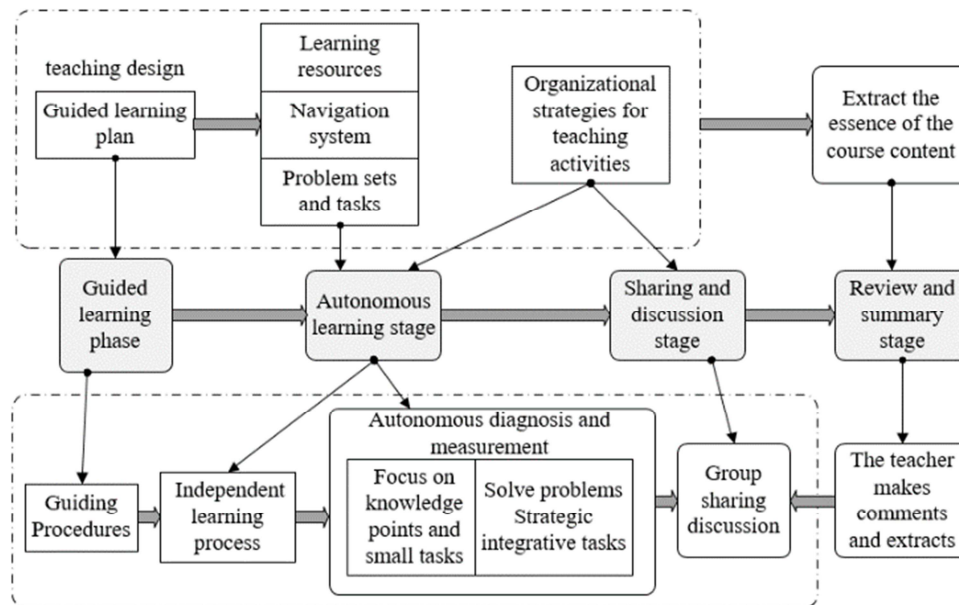 teaching design
Guided learning
plan
Learning
resources
Navigation
system
Problem sets
and tasks
Organizational
strategies for
teaching
activities
Extract the
essence of the
course content
Guided
learning
phase
Autonomous
learning stage
Sharing and
discussion
stage
Review and
summary
stage
Guiding
Procedures
Independent
learning
process
Autonomous diagnosis and
measurement
Focus on
knowledge
points and
small tasks
Solve problems
Strategic
integrative tasks
Group
sharing
discussion
The teacher
makes
comments
and extracts